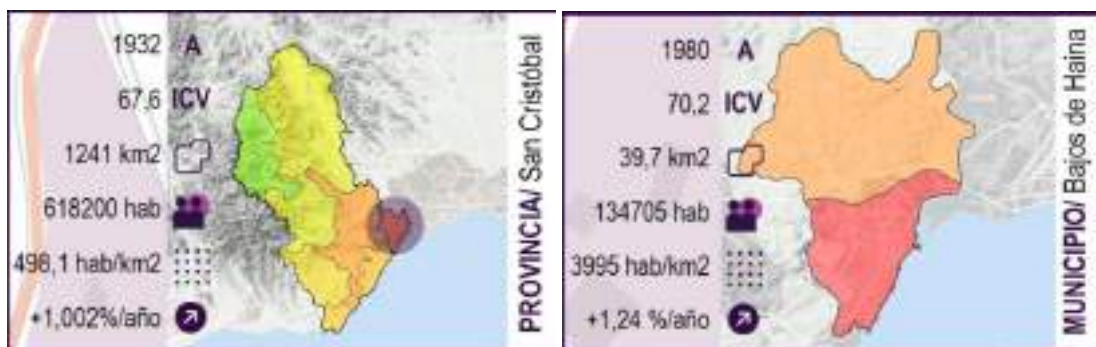 1932 A
67,6 ICV
1241 km2
618200 hab
498,1 hab/km2
+1,002%/año
PROVINCIA/ San Cristóbal
1980 A
70,2 ICV
39,7 km2
134705 hab
3995 hab/km2
+1,24 %/año
MUNICIPIO/ Bajos de Haina